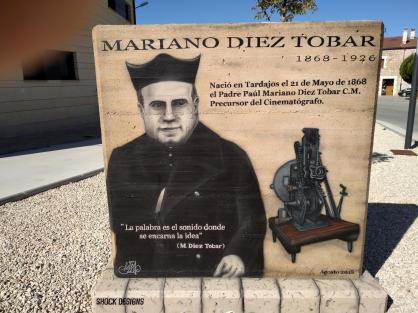 MARIANO DIEZ TOBAR
1868-1926
Nació en Tardajos el 21 de Mayo de 1868
el Padre Paúl Mariano Diez Tobar C.M.
Precursor del Cinematógrafo.
"La palabra es el sonido donde
se encarna la idea"
(M. Diez Tobar)
SHOCK DESIGNS